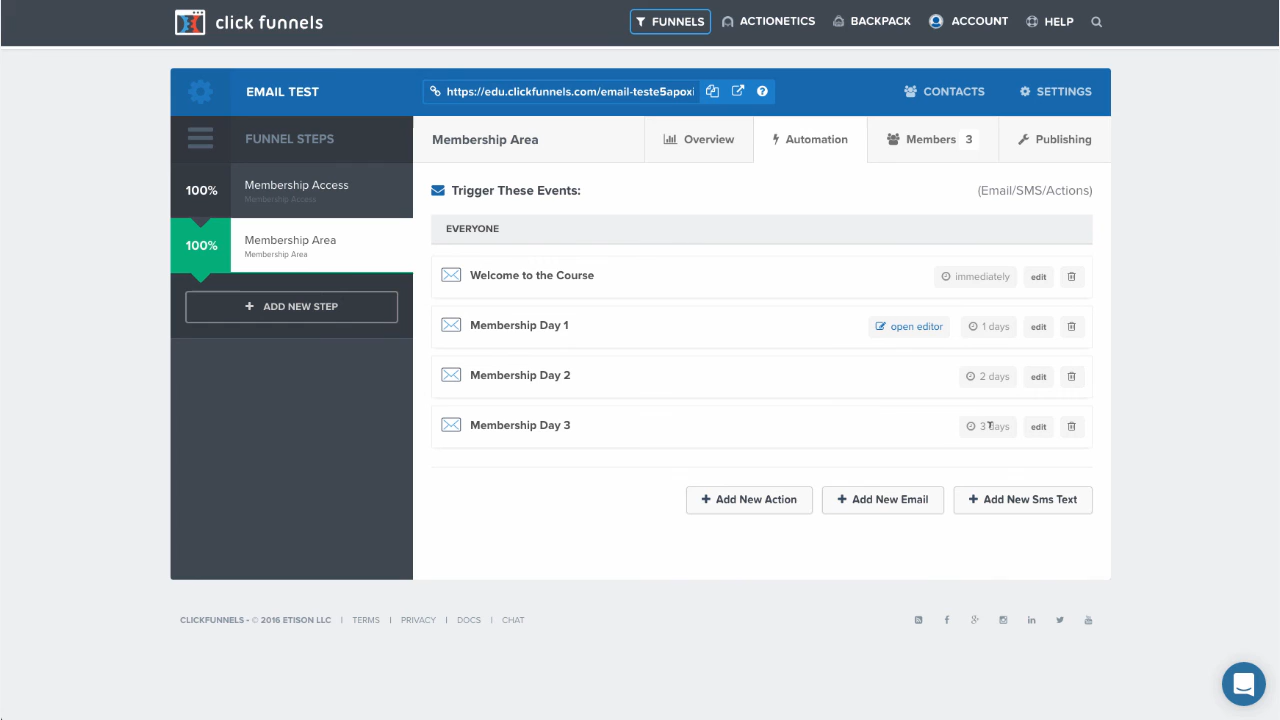 click funnels
FUNNELS
ACTIONETICS
BACKPACK
ACCOUNT
HELP
EMAIL TEST
https://edu.clickfunnels.com/email-teste5apoxi
CONTACTS
SETTINGS
FUNNEL STEPS
Membership Area
Overview
Automation
Members 3
Publishing
100%
Membership Access
Membership Access
100%
Membership Area
Membership Area
+ ADD NEW STEP
Trigger These Events:
(Email/SMS/Actions)
EVERYONE
Welcome to the Course
immediately
edit
Membership Day 1
open editor
1 days
edit
Membership Day 2
2 days
edit
Membership Day 3
3 days
edit
+ Add New Action
+ Add New Email
+ Add New Sms Text
CLICKFUNNELS - © 2016 ETISON LLC | TERMS | PRIVACY | DOCS | CHAT